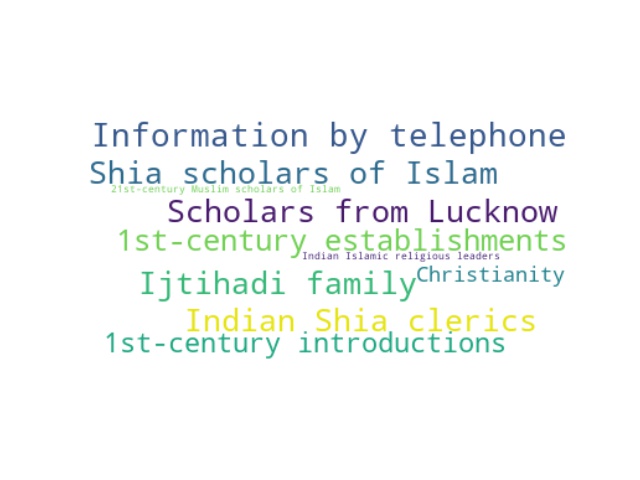 Information by telephone
Shia scholars of Islam
21st-century Muslim scholars of Islam
Scholars from Lucknow
1st-century establishments
Indian Islamic religious leaders
Christianity
Ijtihadi family
Indian Shia clerics
1st-century introductions